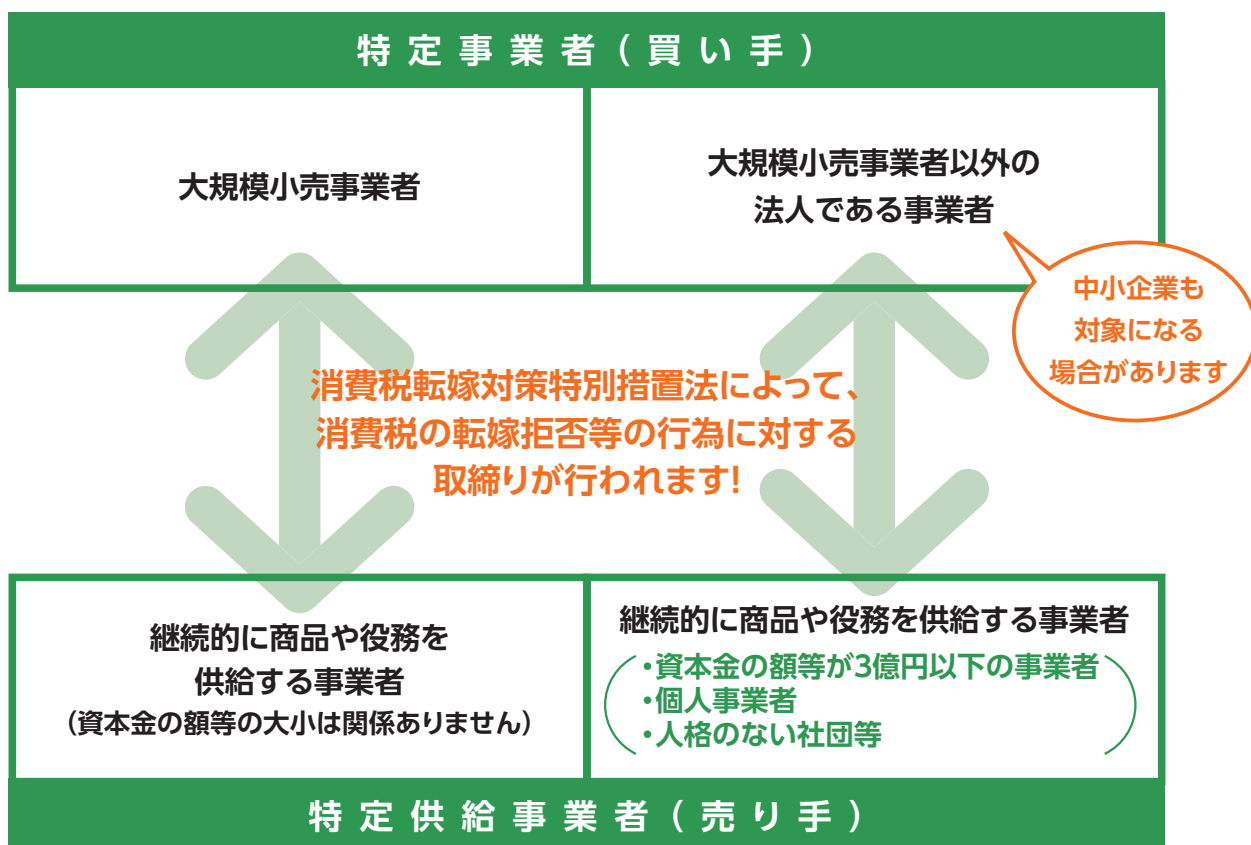 特定事業者(買い手)
大規模小売事業者
大規模小売事業者以外の
法人である事業者
中小企業も
対象になる
場合があります
消費税転嫁対策特別措置法によって、
消費税の転嫁拒否等の行為に対する
取締りが行われます!
継続的に商品や役務を
供給する事業者
(資本金の額等の大小は関係ありません)
継続的に商品や役務を供給する事業者
・資本金の額等が3億円以下の事業者
・個人事業者
・人格のない社団等
特定供給事業者(売り手)